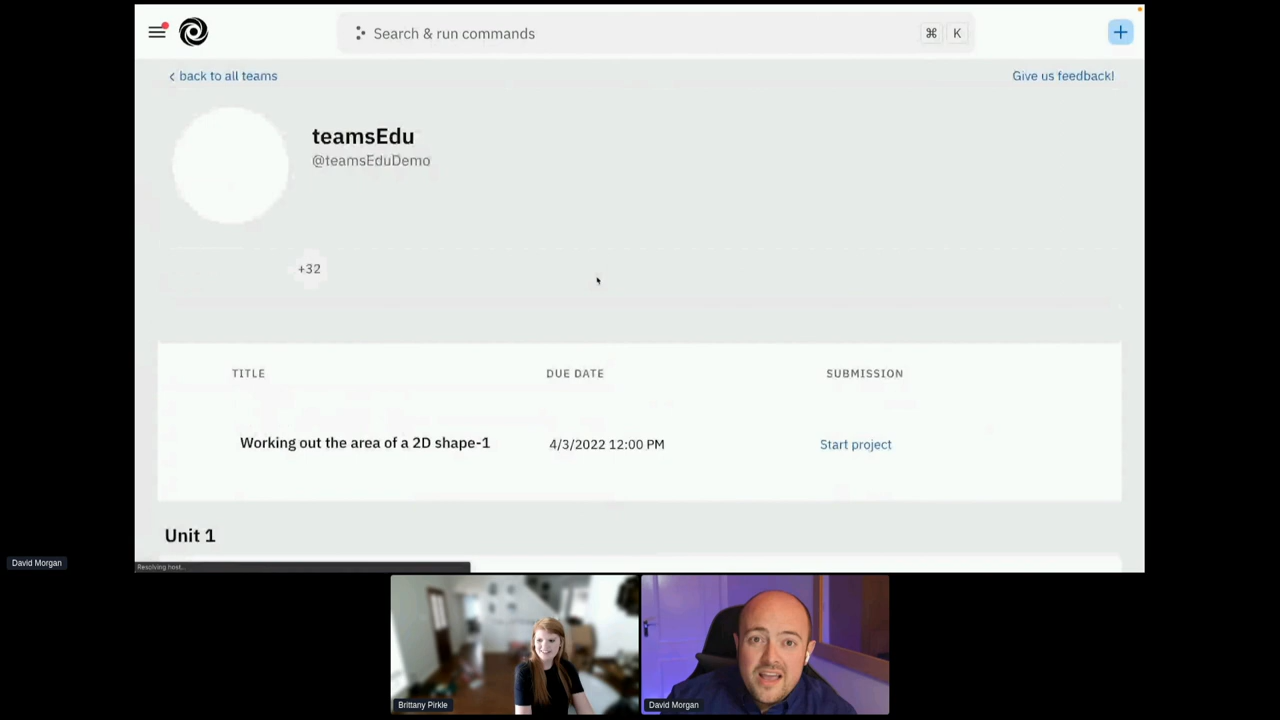 Search & run commands
⌘ K
back to all teams
Give us feedback!
teamsEdu
@teamsEduDemo
+32
TITLE DUE DATE SUBMISSION
Working out the area of a 2D shape-1 4/3/2022 12:00 PM Start project
Unit 1
Resolving host...
David Morgan
Brittany Pirkle
David Morgan